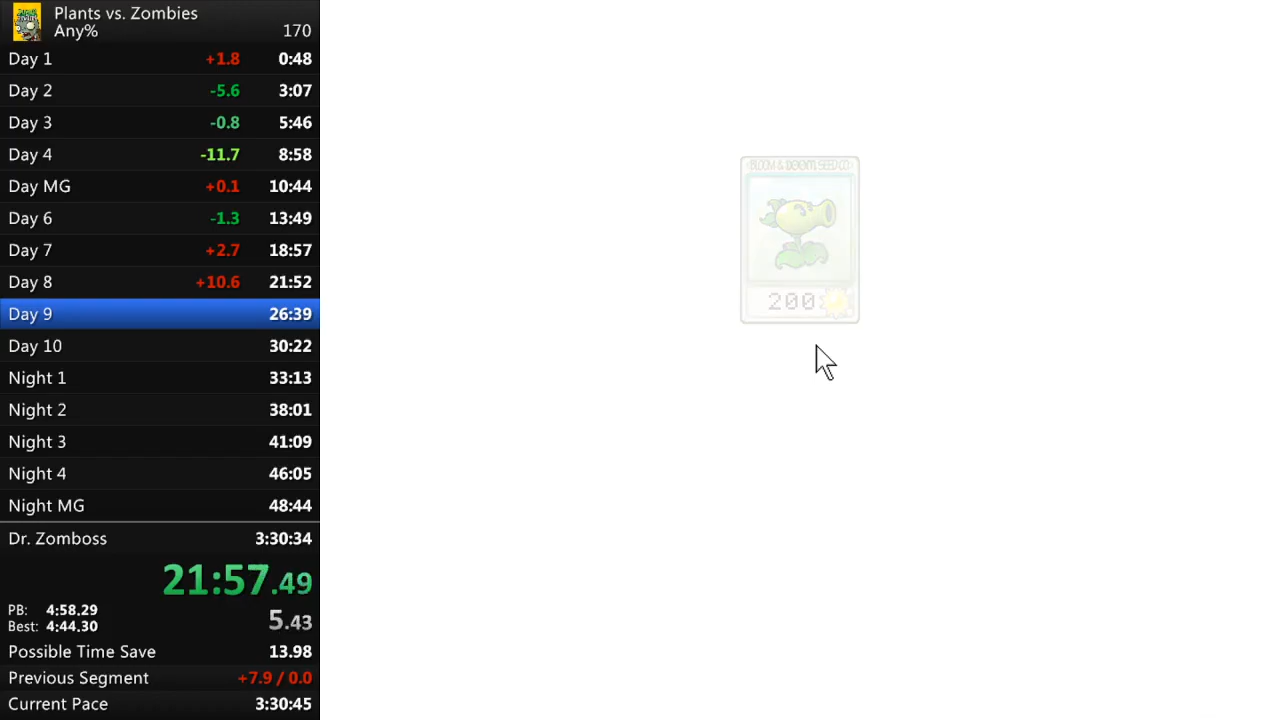 Plants vs. Zombies
Any% 170
Day 1 +1.8 0:48
Day 2 -5.6 3:07
Day 3 -0.8 5:46
Day 4 -11.7 8:58
Day MG +0.1 10:44
Day 6 -1.3 13:49
Day 7 +2.7 18:57
Day 8 +10.6 21:52
Day 9 26:39
Day 10 30:22
Night 1 33:13
Night 2 38:01
Night 3 41:09
Night 4 46:05
Night MG 48:44
Dr. Zomboss 3:30:34
21:57.49
PB: 4:58.29
Best: 4:44.30
5.43
Possible Time Save 13.98
Previous Segment +7.9 / 0.0
Current Pace 3:30:45
BLOOM & DOOM SEED CO
200